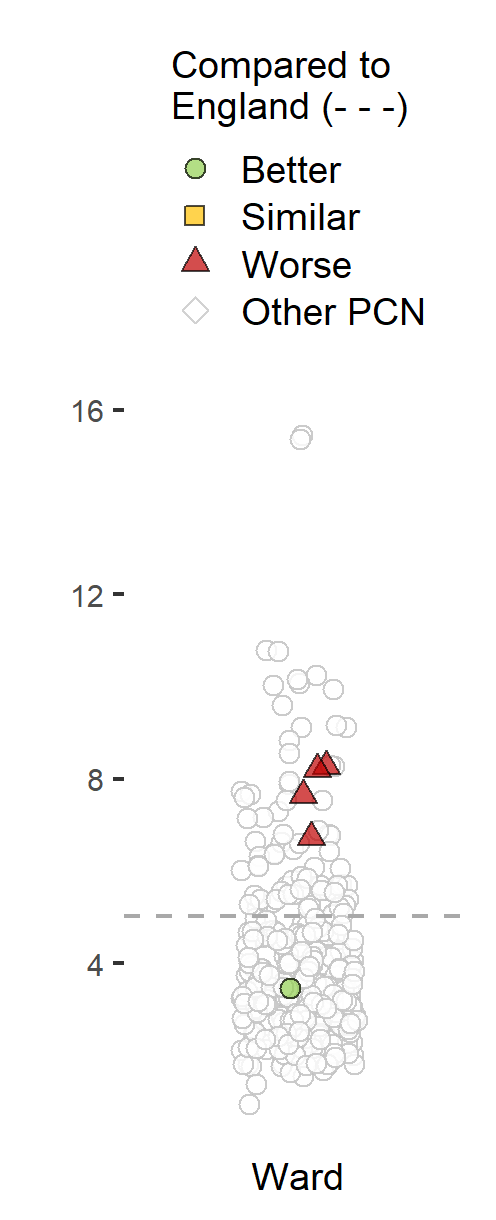 Compared to
England (- - -)
Better
Similar
Worse
Other PCN
16
12
8
4
Ward